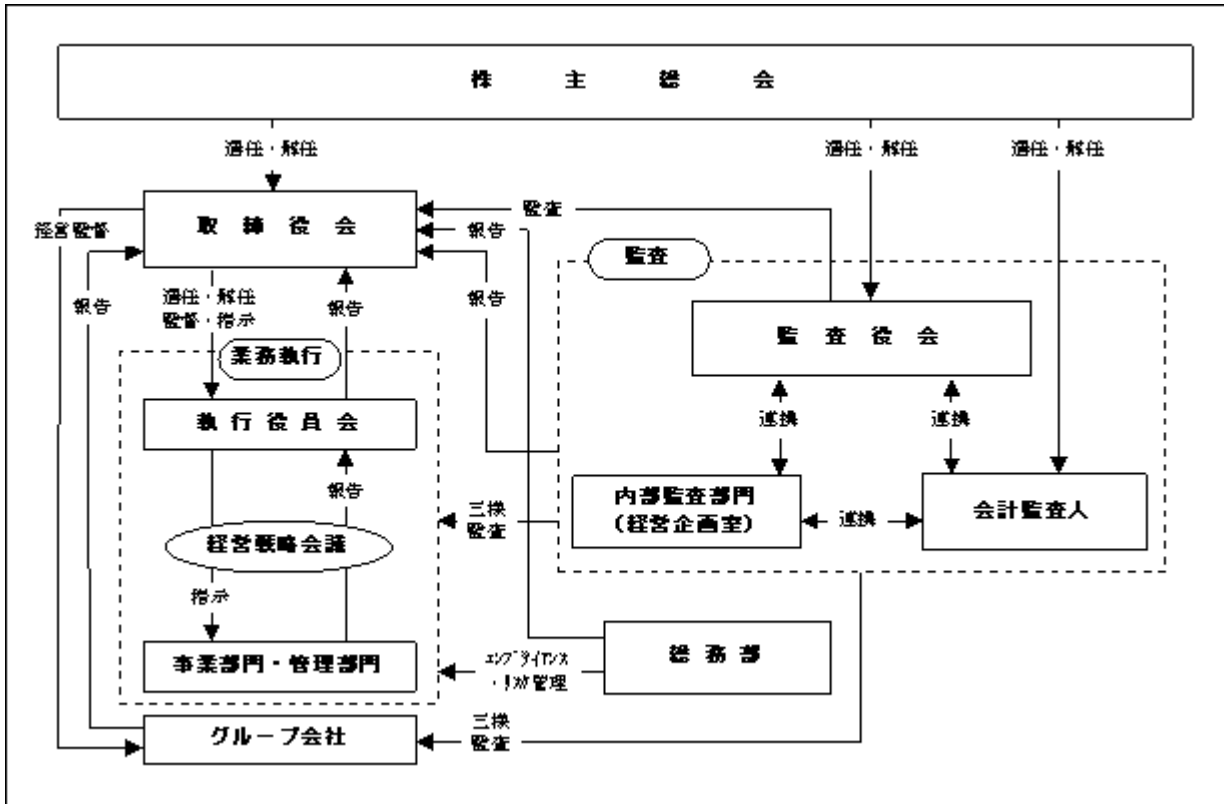 株主総会
選任・解任
選任・解任
選任・解任
取締役会
監査
経営監督
報告
監査
報告
報告
選任・解任
監督・指示
報告
監査役会
業務執行
執行役員会
連携
連携
報告
内部監査部門
(経営企画室)
会計監査人
三様
監査
連携
経営戦略会議
指示
総務部
事業部門・管理部門
コンプライアンス
・リスク管理
グループ会社
三様
監査